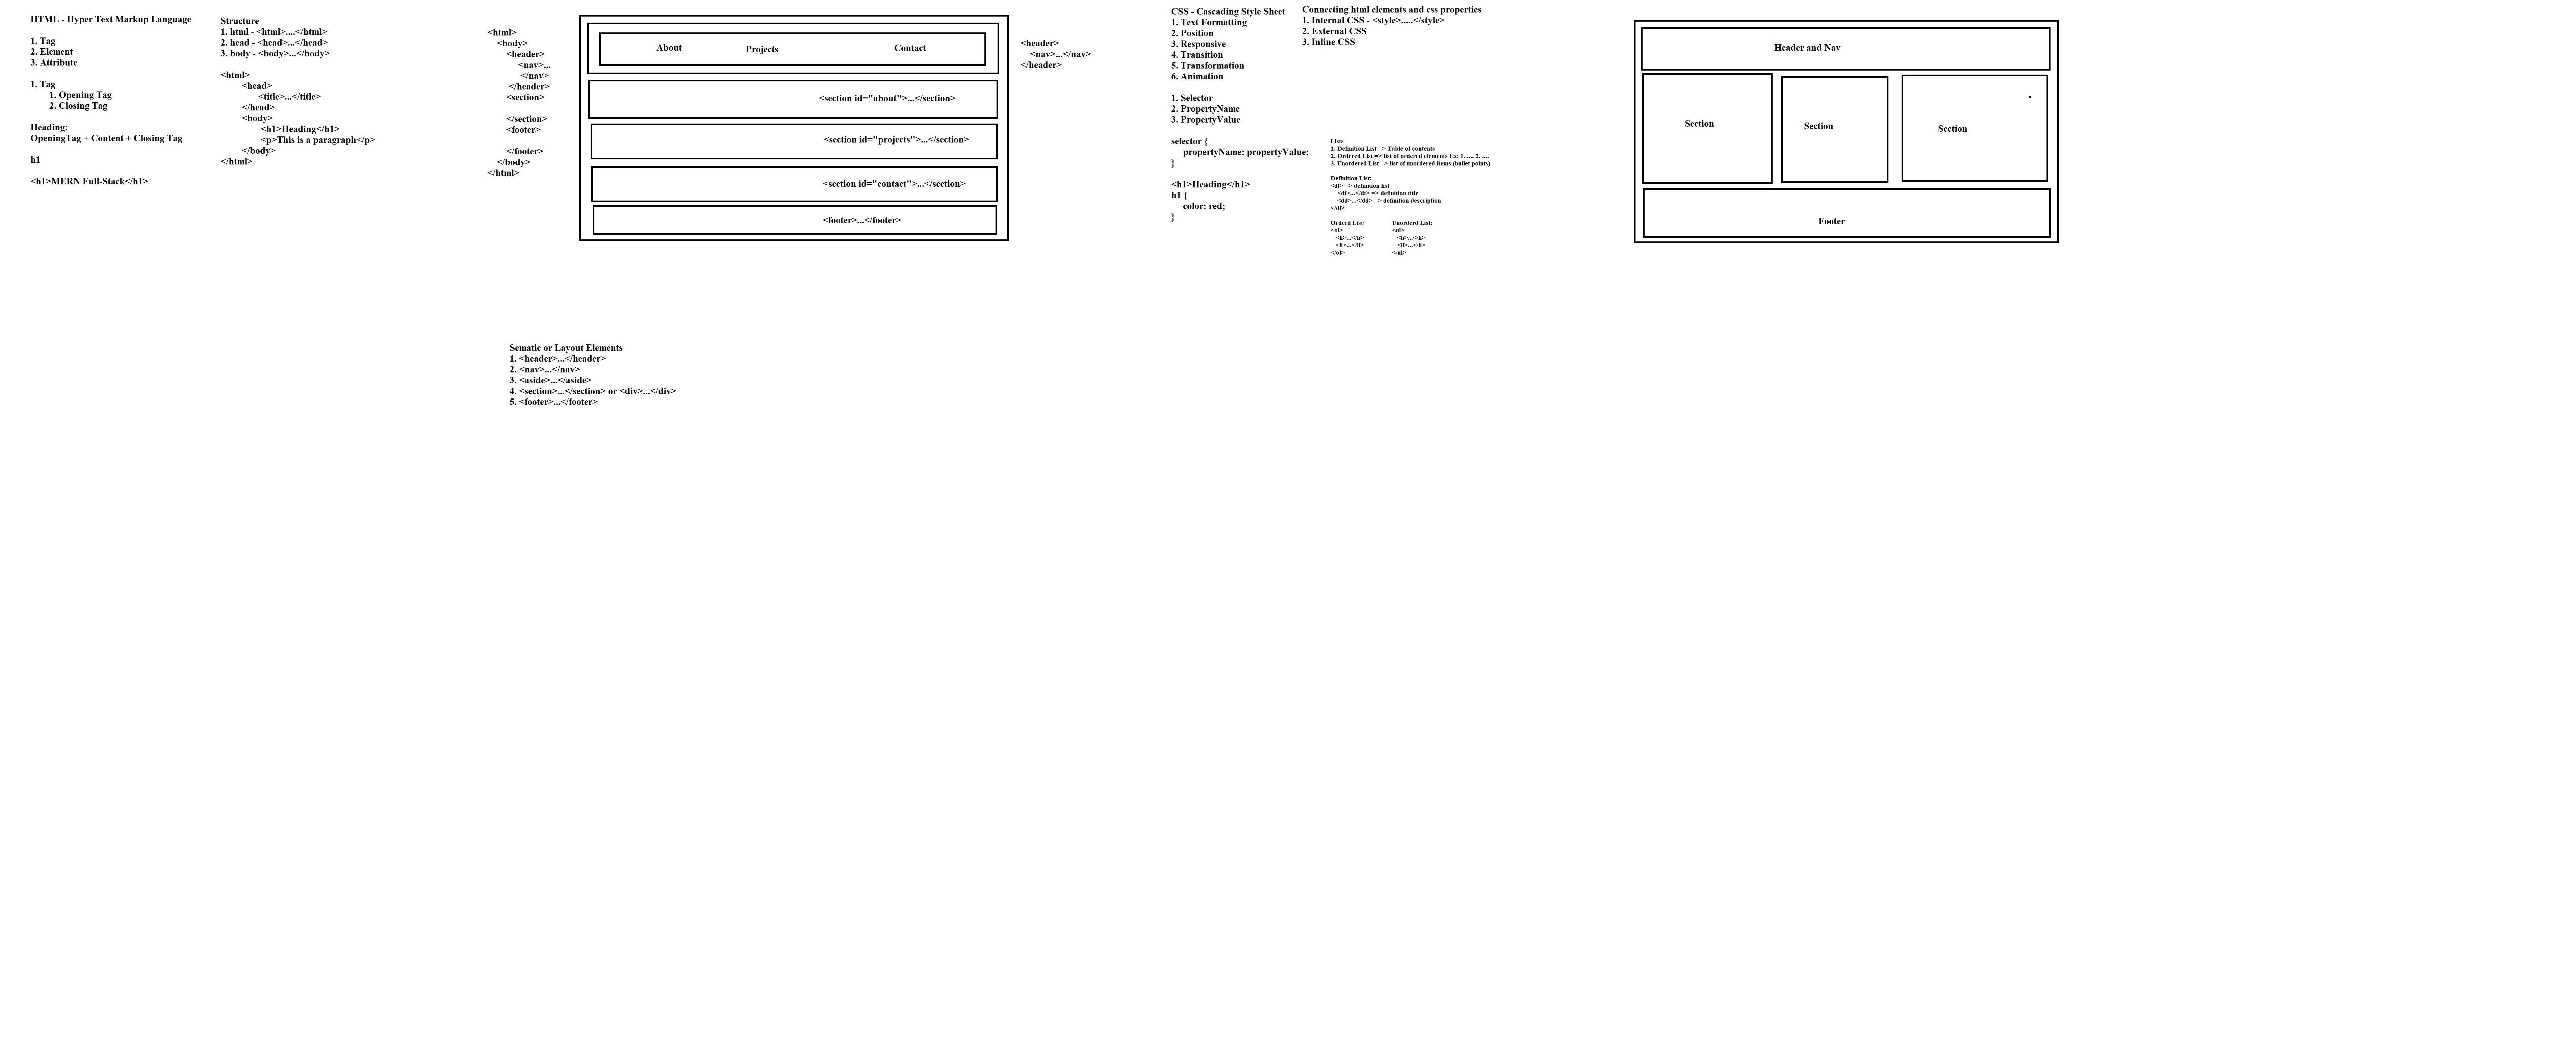 HTML - Hyper Text Markup Language
1. Tag
2. Element
3. Attribute
1. Tag
1. Opening Tag
2. Closing Tag
Heading:
OpeningTag + Content + Closing Tag
h1
<h1>MERN Full-Stack</h1>
Structure
1. html - <html>....</html>
2. head - <head>...</head>
3. body - <body>...</body>
<html>
<head>
<title>...</title>
</head>
<body>
<h1>Heading</h1>
<p>This is a paragraph</p>
</body>
</html>
<html>
<body>
<header>
<nav>...
</nav>
</header>
<section>
</section>
<footer>
</footer>
</body>
</html>
About Projects Contact
<section id="about">...</section>
<section id="projects">...</section>
<section id="contact">...</section>
<footer>...</footer>
<header>
<nav>...</nav>
</header>
Sematic or Layout Elements
1. <header>...</header>
2. <nav>...</nav>
3. <aside>...</aside>
4. <section>...</section> or <div>...</div>
5. <footer>...</footer>
CSS - Cascading Style Sheet
1. Text Formatting
2. Position
3. Responsive
4. Transition
5. Transformation
6. Animation
1. Selector
2. PropertyName
3. PropertyValue
selector {
propertyName: propertyValue;
}
<h1>Heading</h1>
h1 {
color: red;
}
Connecting html elements and css properties
1. Internal CSS - <style>.....</style>
2. External CSS
3. Inline CSS
Lists
1. Definition List => Table of contents
2. Ordered List => list of ordered elements Ex: 1. ..., 2. ....
3. Unordered List => list of unordered items (bullet points)
Definition List:
<dl> => definition list
<dt>...</dt> => definition title
<dd>...</dd> => definition description
</dl>
Orderd List:
<ol>
<li>...</li>
<li>...</li>
</ol>
Unorderd List:
<ul>
<li>...</li>
<li>...</li>
</ul>
Header and Nav
Section Section Section
Footer